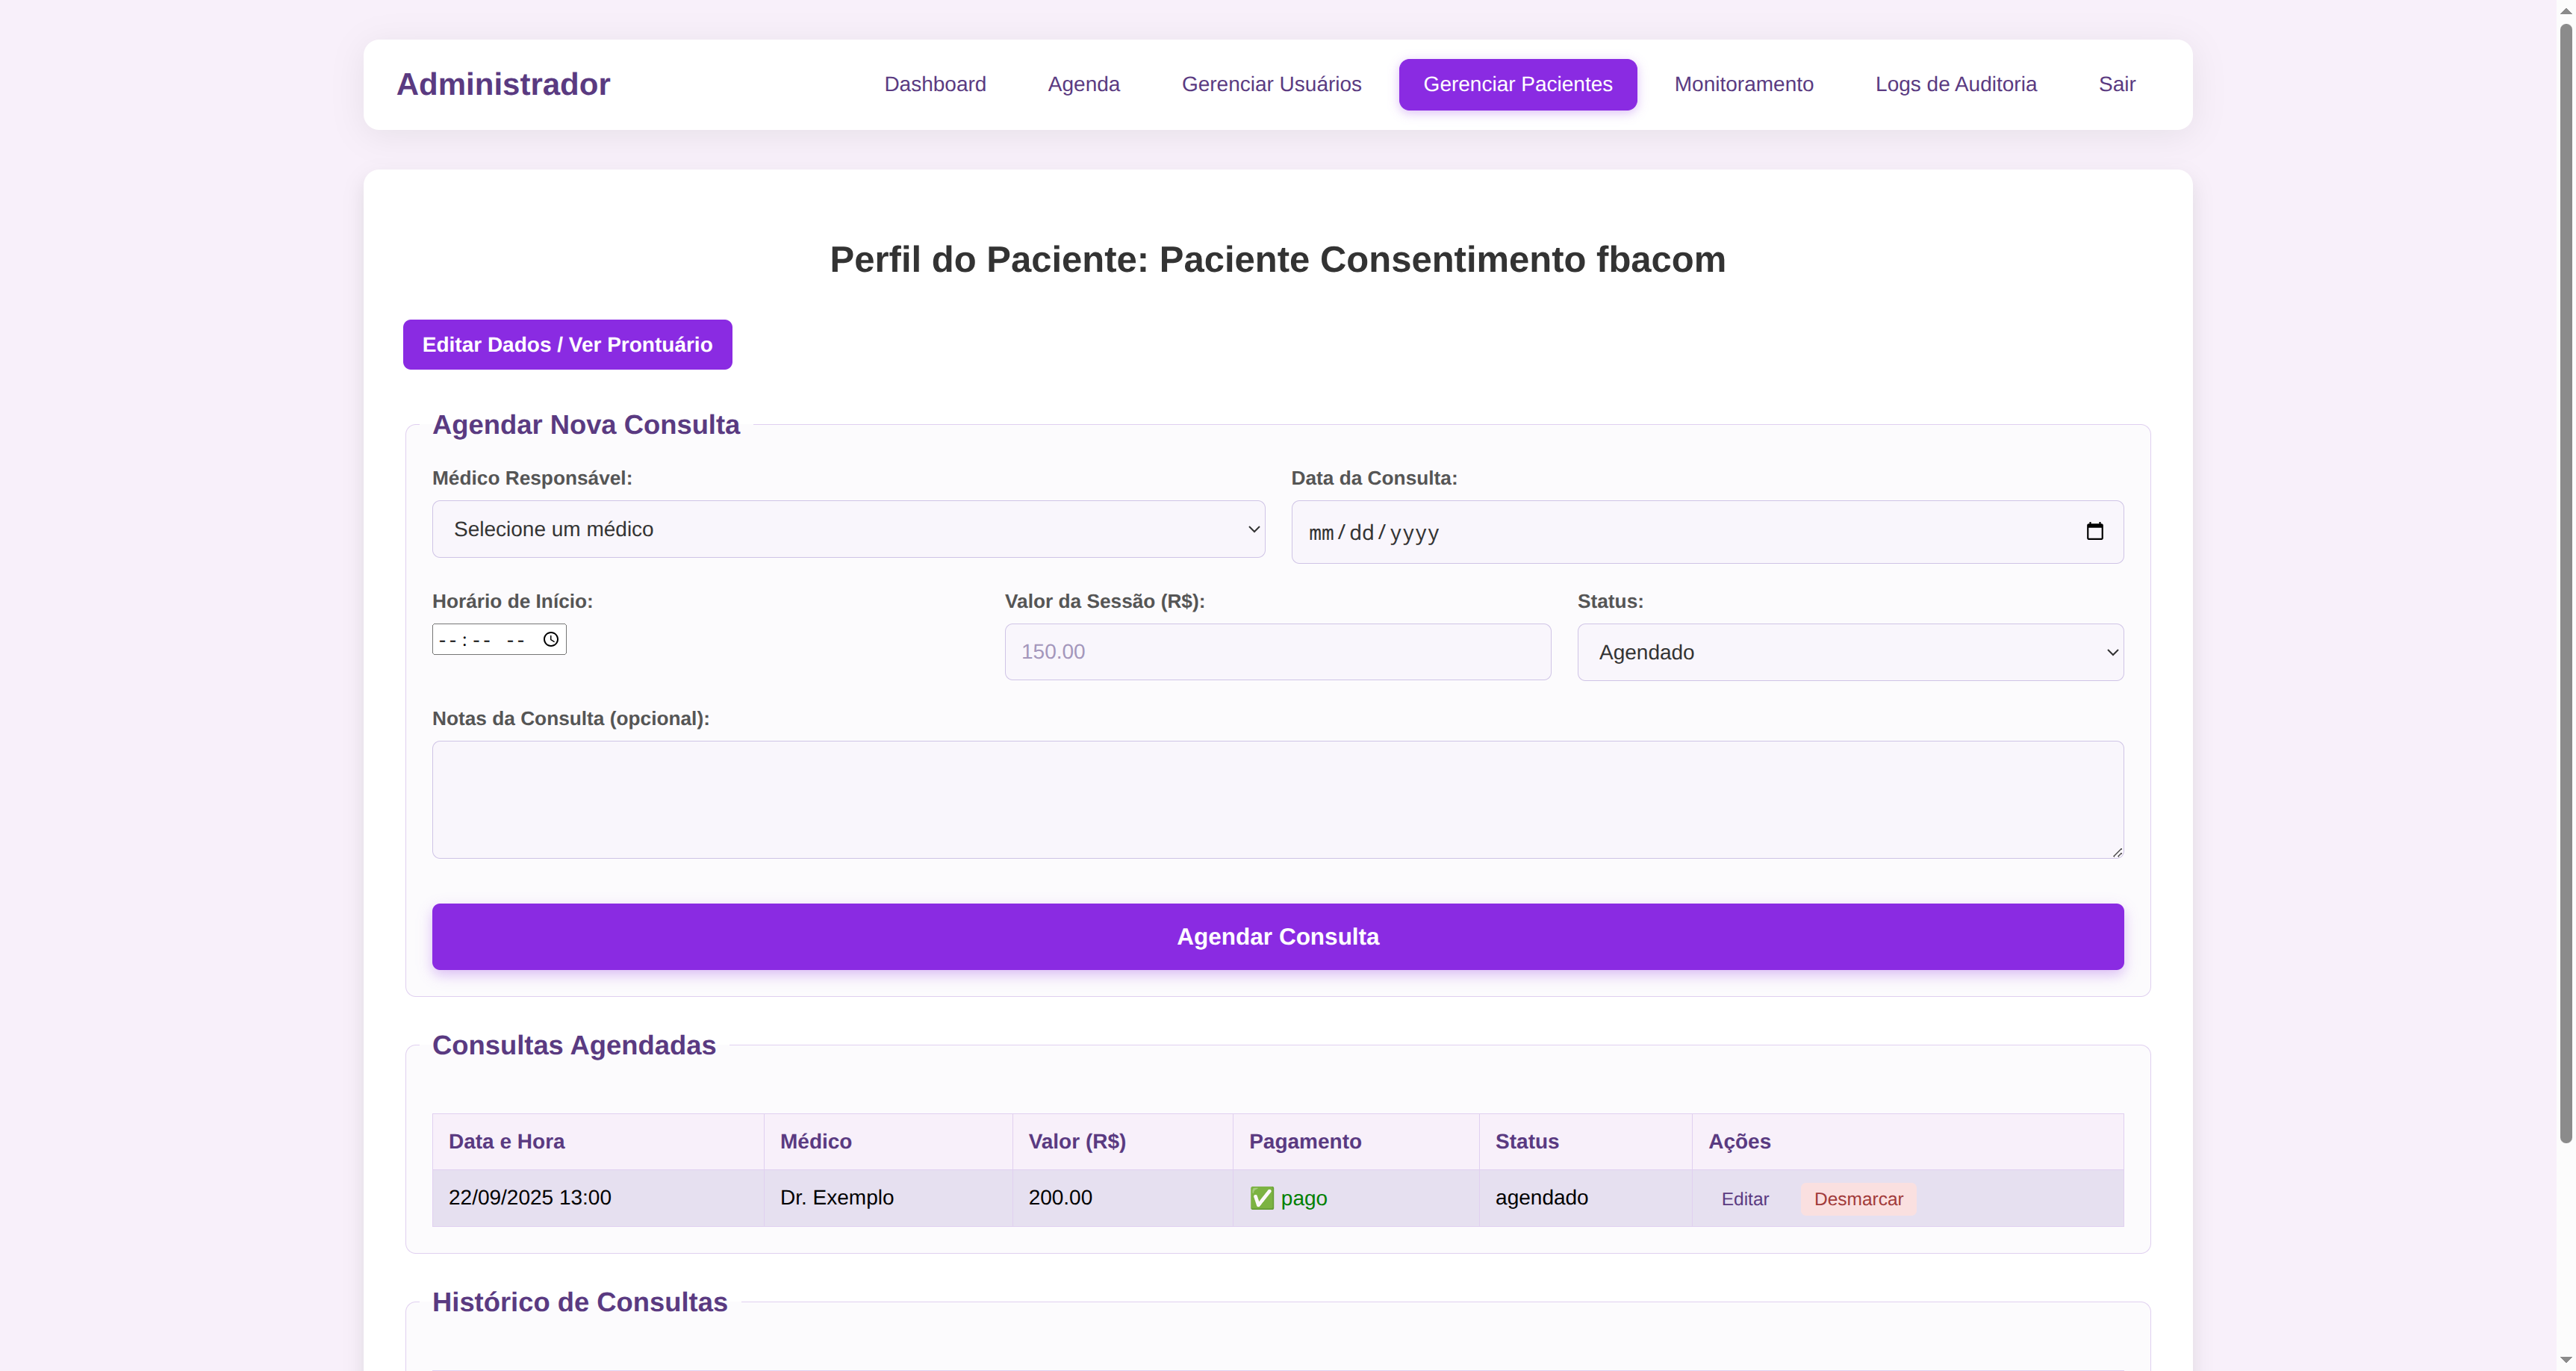 Administrador
Dashboard
Agenda
Gerenciar Usuários
Gerenciar Pacientes
Monitoramento
Logs de Auditoria
Sair
Perfil do Paciente: Paciente Consentimento fbacom
Editar Dados / Ver Prontuário
Agendar Nova Consulta
Médico Responsável:
Data da Consulta:
Selecione um médico
mm/dd/yyyy
Horário de Início:
Valor da Sessão (R$):
Status:
--:-- --
150.00
Agendado
Notas da Consulta (opcional):
Agendar Consulta
Consultas Agendadas
Data e Hora
Médico
Valor (R$)
Pagamento
Status
Ações
22/09/2025 13:00
Dr. Exemplo
200.00
✅ pago
agendado
Editar
Desmarcar
Histórico de Consultas